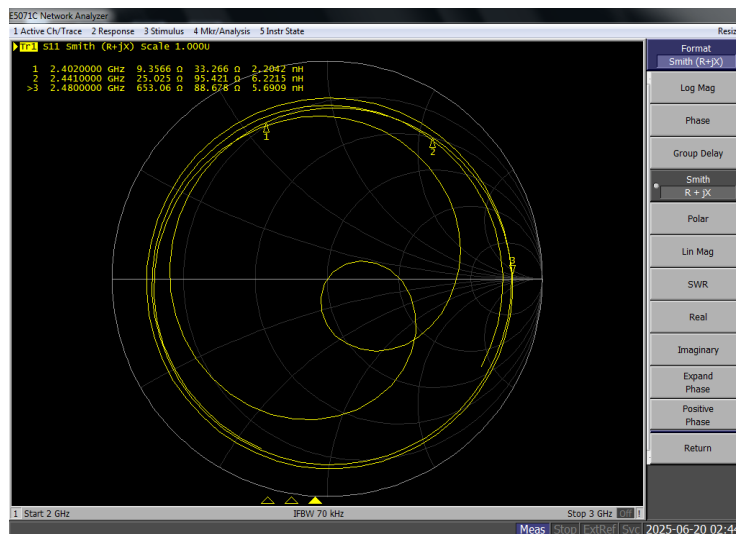 E5071C Network Analyzer
1 Active Ch/Trace 2 Response 3 Stimulus 4 Mkr/Analysis 5 Instr State
Resiz
Tr1 S11 Smith (R+jX) Scale 1.000U
1 2.4020000 GHz 9.3566 Ω 33.266 Ω 2.2042 nH
2 2.4410000 GHz 25.025 Ω 95.421 Ω 6.2215 nH
>3 2.4800000 GHz 653.06 Ω 88.678 Ω 5.6909 nH
1
2
3
Format
Smith (R+jX)
Log Mag
Phase
Group Delay
Smith
R + jX
Polar
Lin Mag
SWR
Real
Imaginary
Expand
Phase
Positive
Phase
Return
1 Start 2 GHz IFBW 70 kHz Stop 3 GHz Off !
Meas Stop ExtRef Svc 2025-06-20 02:44